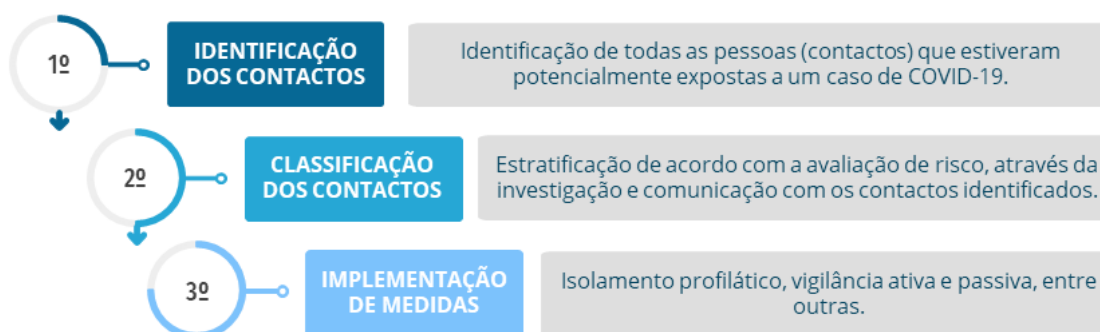 1º
IDENTIFICAÇÃO
DOS CONTACTOS
Identificação de todas as pessoas (contactos) que estiveram
potencialmente expostas a um caso de COVID-19.
2º
CLASSIFICAÇÃO
DOS CONTACTOS
Estratificação de acordo com a avaliação de risco, através da
investigação e comunicação com os contactos identificados.
3º
IMPLEMENTAÇÃO
DE MEDIDAS
Isolamento profilático, vigilância ativa e passiva, entre
outras.